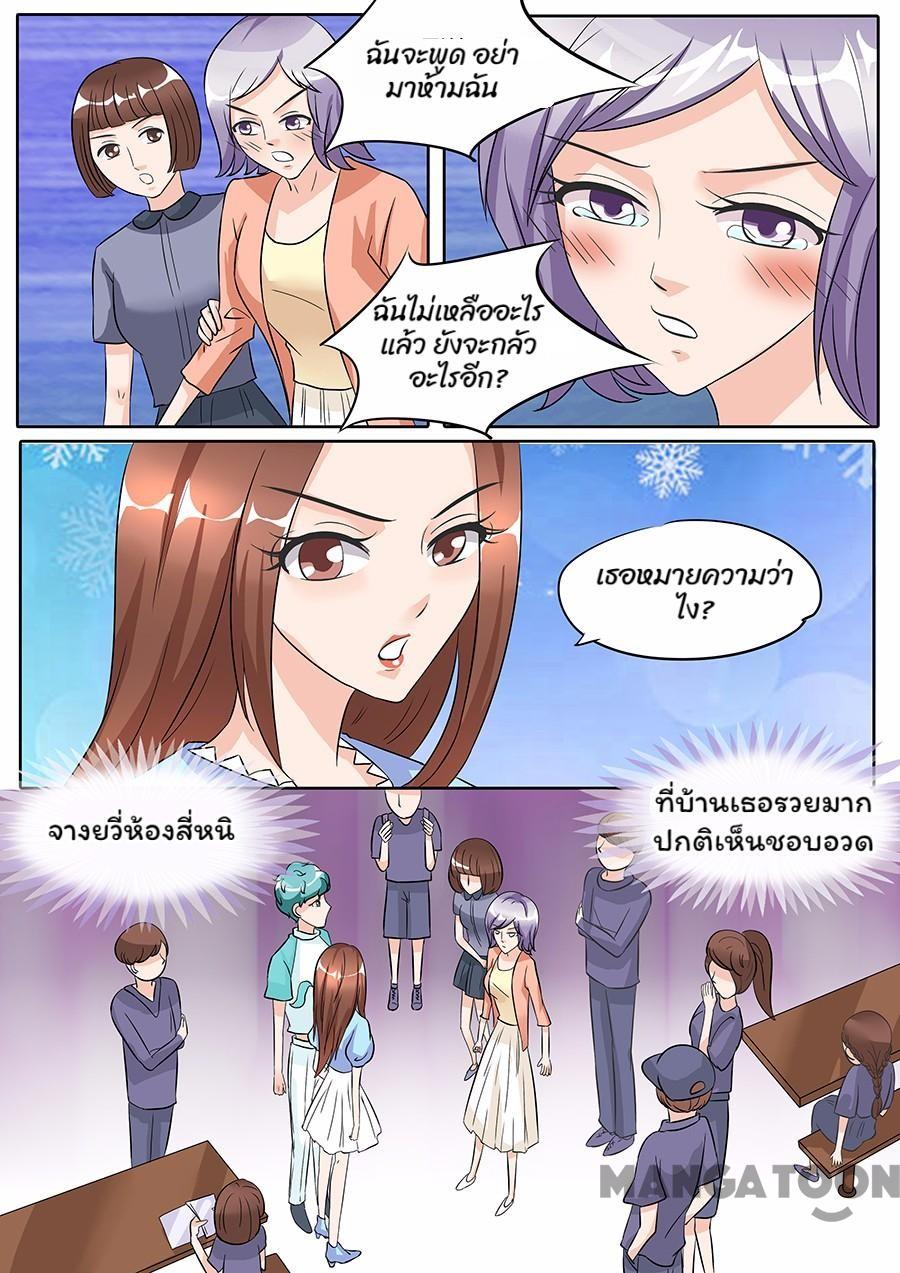 ฉันจะพูด อย่า
มาห้ามฉัน
ฉันไม่เหลืออะไร
แล้ว ยังจะกลัว
อะไรอีก?
เธอหมายความว่า
ไง?
จางยวี่ห้องสี่หนิ
ที่บ้านเธอรวยมาก
ปกติเห็นชอบอวด
MANGATOON